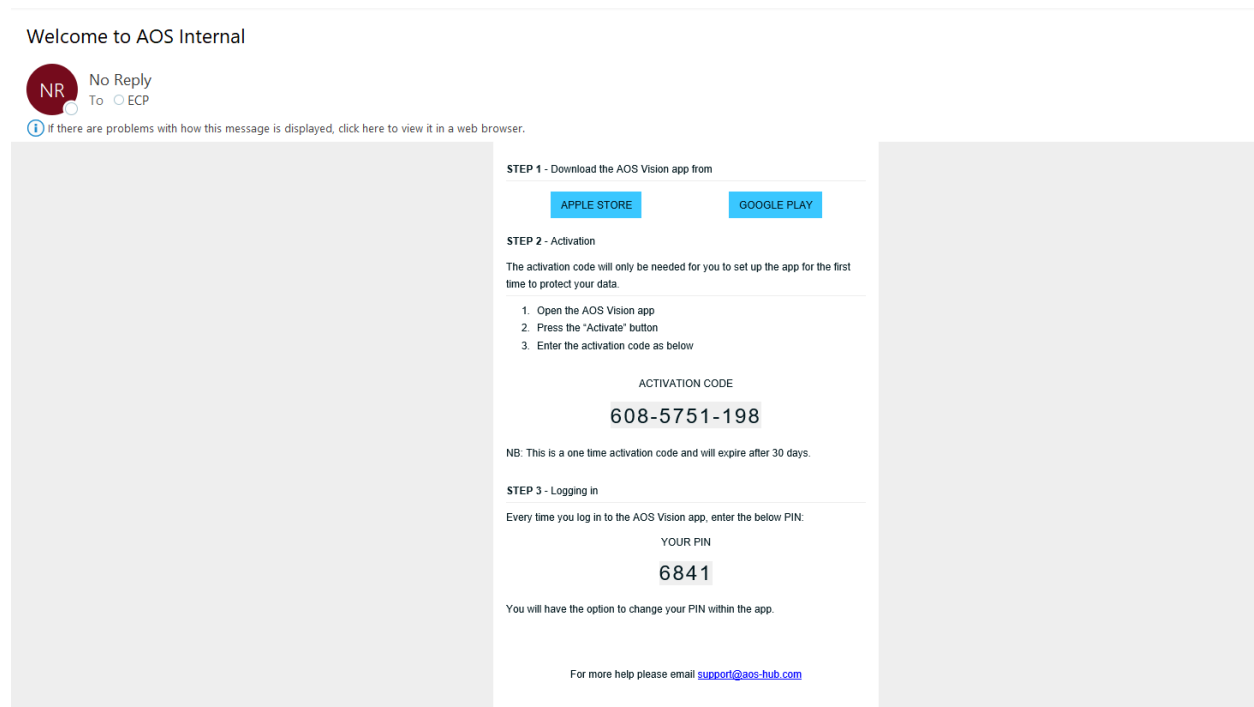 Welcome to AOS Internal
NR
No Reply
To ECP
If there are problems with how this message is displayed, click here to view it in a web browser.
STEP 1 - Download the AOS Vision app from
APPLE STORE GOOGLE PLAY
STEP 2 - Activation
The activation code will only be needed for you to set up the app for the first
time to protect your data.
1. Open the AOS Vision app
2. Press the “Activate” button
3. Enter the activation code as below
ACTIVATION CODE
608-5751-198
NB: This is a one time activation code and will expire after 30 days.
STEP 3 - Logging in
Every time you log in to the AOS Vision app, enter the below PIN:
YOUR PIN
6841
You will have the option to change your PIN within the app.
For more help please email support@aos-hub.com